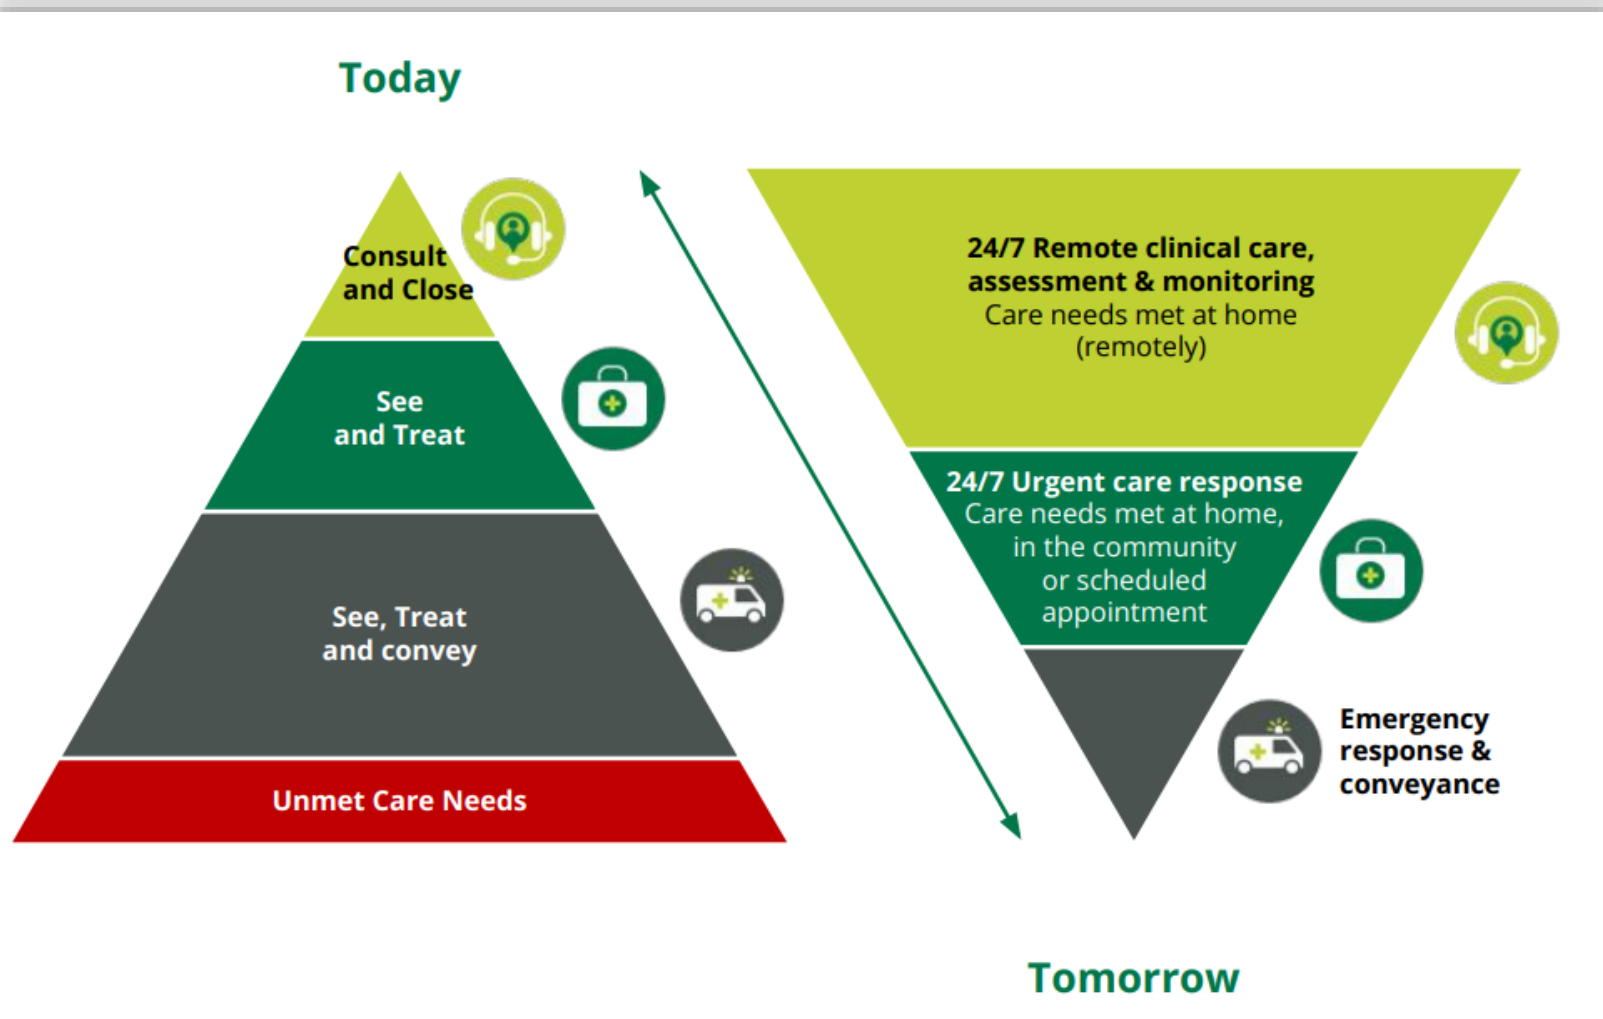 Today
Consult
and Close
See
and Treat
See, Treat
and convey
Unmet Care Needs
24/7 Remote clinical care,
assessment & monitoring
Care needs met at home
(remotely)
24/7 Urgent care response
Care needs met at home,
in the community
or scheduled
appointment
Emergency
response &
conveyance
Tomorrow